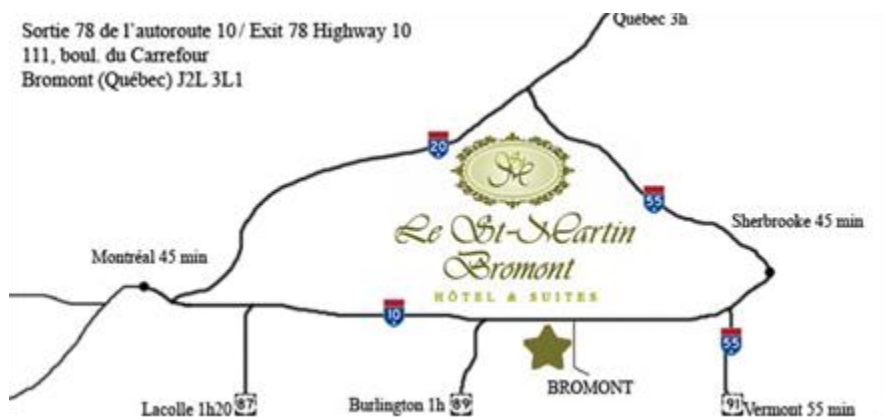 Sortie 78 de l'autoroute 10 / Exit 78 Highway 10
111, boul. du Carrefour
Bromont (Québec) J2L 3L1
Québec 3h
20
St M
55
Le St-Martin
Bromont
HÔTEL & SUITES
Sherbrooke 45 min
Montréal 45 min
10
55
BROMONT
Lacolle 1h20 87
Burlington 1h 89
91 Vermont 55 min